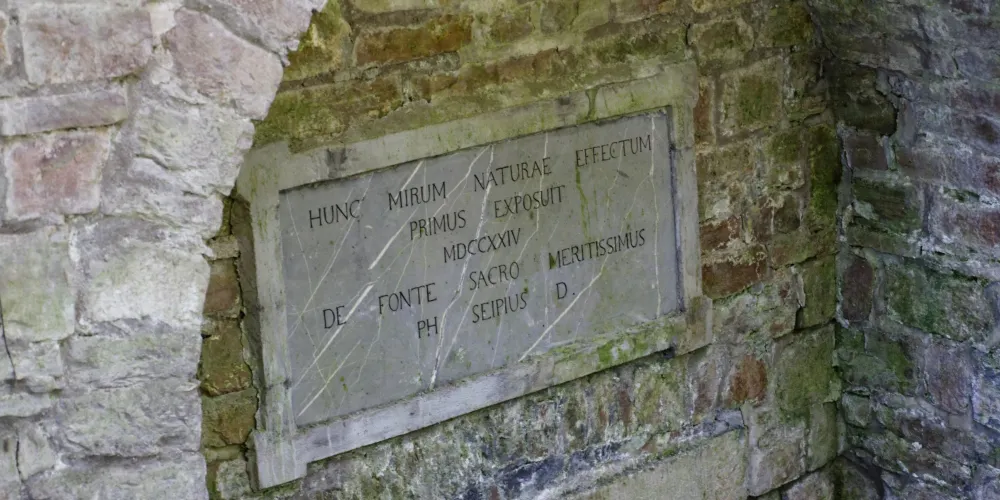 HUNC MIRUM NATURAE EFFECTUM
PRIMUS EXPOSUIT
MDCCXXIV
DE FONTE SACRO MERITISSIMUS
PH SEIPIUS D.